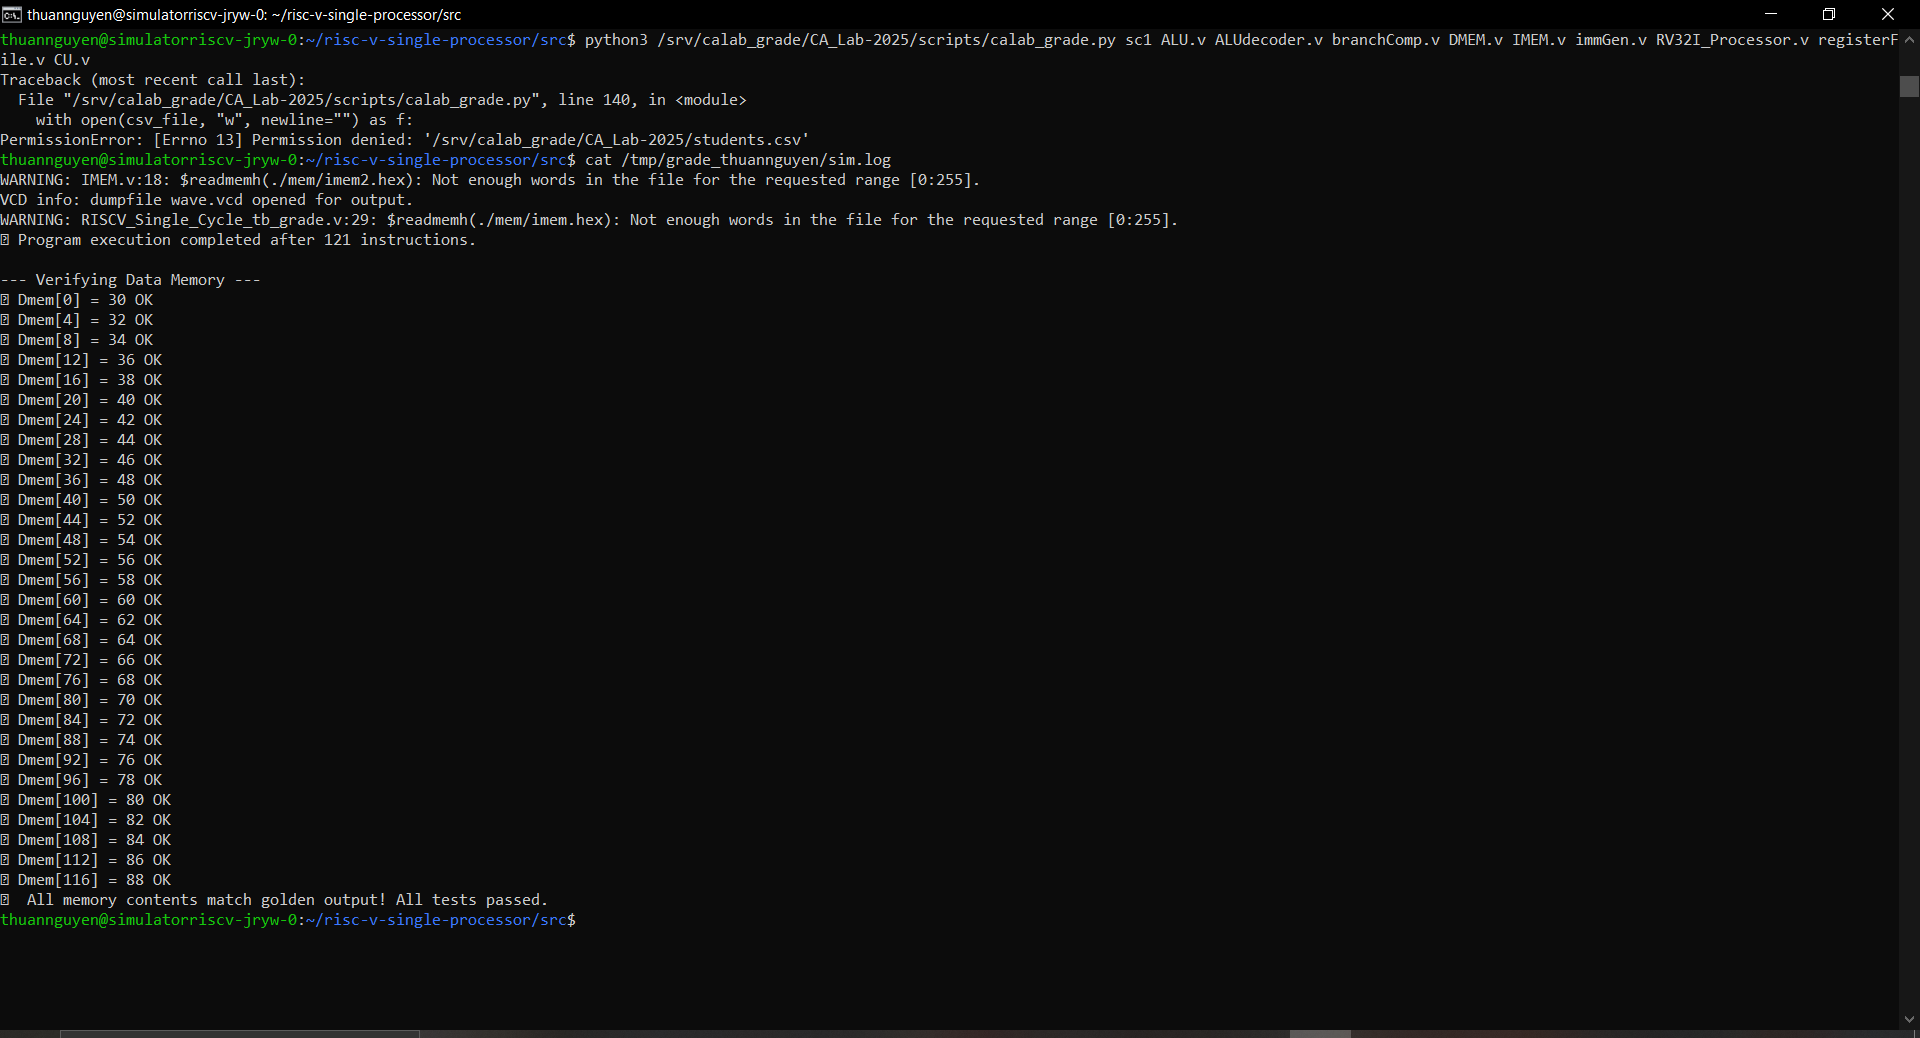 thuannguyen@simulatorriscv-jryw-0: ~/risc-v-single-processor/src
thuannguyen@simulatorriscv-jryw-0:~/risc-v-single-processor/src$ python3 /srv/calab_grade/CA_Lab-2025/scripts/calab_grade.py sc1 ALU.v ALUdecoder.v branchComp.v DMEM.v IMEM.v immGen.v RV32I_Processor.v registerF
ile.v CU.v
Traceback (most recent call last):
  File "/srv/calab_grade/CA_Lab-2025/scripts/calab_grade.py", line 140, in <module>
    with open(csv_file, "w", newline="") as f:
PermissionError: [Errno 13] Permission denied: '/srv/calab_grade/CA_Lab-2025/students.csv'
thuannguyen@simulatorriscv-jryw-0:~/risc-v-single-processor/src$ cat /tmp/grade_thuannguyen/sim.log
WARNING: IMEM.v:18: $readmemh(./mem/imem2.hex): Not enough words in the file for the requested range [0:255].
VCD info: dumpfile wave.vcd opened for output.
WARNING: RISCV_Single_Cycle_tb_grade.v:29: $readmemh(./mem/imem.hex): Not enough words in the file for the requested range [0:255].
Program execution completed after 121 instructions.
--- Verifying Data Memory ---
Dmem[0] = 30 OK
Dmem[4] = 32 OK
Dmem[8] = 34 OK
Dmem[12] = 36 OK
Dmem[16] = 38 OK
Dmem[20] = 40 OK
Dmem[24] = 42 OK
Dmem[28] = 44 OK
Dmem[32] = 46 OK
Dmem[36] = 48 OK
Dmem[40] = 50 OK
Dmem[44] = 52 OK
Dmem[48] = 54 OK
Dmem[52] = 56 OK
Dmem[56] = 58 OK
Dmem[60] = 60 OK
Dmem[64] = 62 OK
Dmem[68] = 64 OK
Dmem[72] = 66 OK
Dmem[76] = 68 OK
Dmem[80] = 70 OK
Dmem[84] = 72 OK
Dmem[88] = 74 OK
Dmem[92] = 76 OK
Dmem[96] = 78 OK
Dmem[100] = 80 OK
Dmem[104] = 82 OK
Dmem[108] = 84 OK
Dmem[112] = 86 OK
Dmem[116] = 88 OK
All memory contents match golden output! All tests passed.
thuannguyen@simulatorriscv-jryw-0:~/risc-v-single-processor/src$